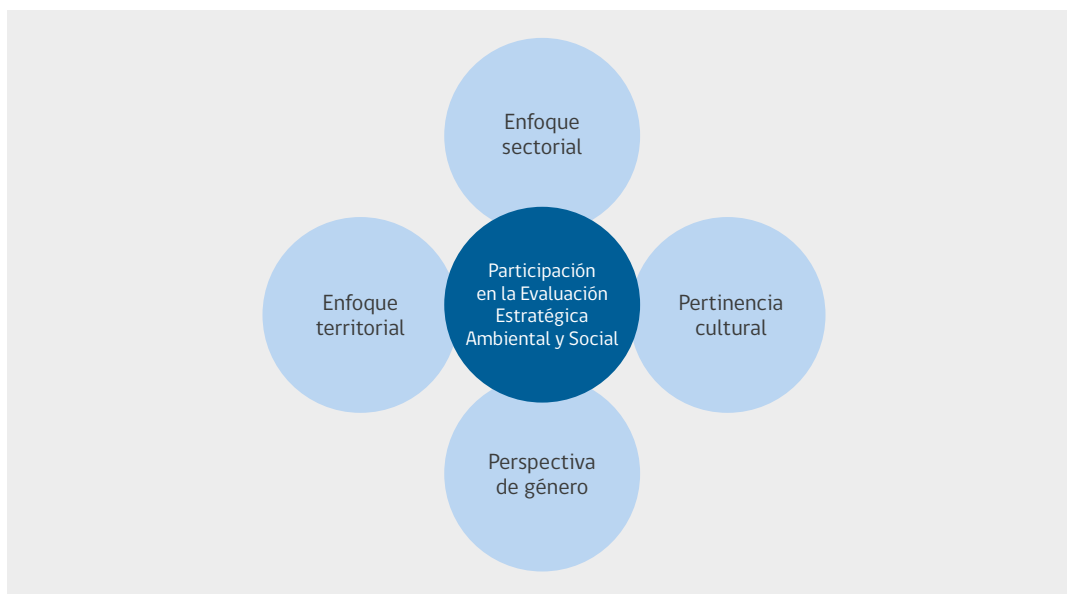 Enfoque
sectorial
Enfoque
territorial
Participación
en la Evaluación
Estratégica
Ambiental y Social
Pertinencia
cultural
Perspectiva
de género